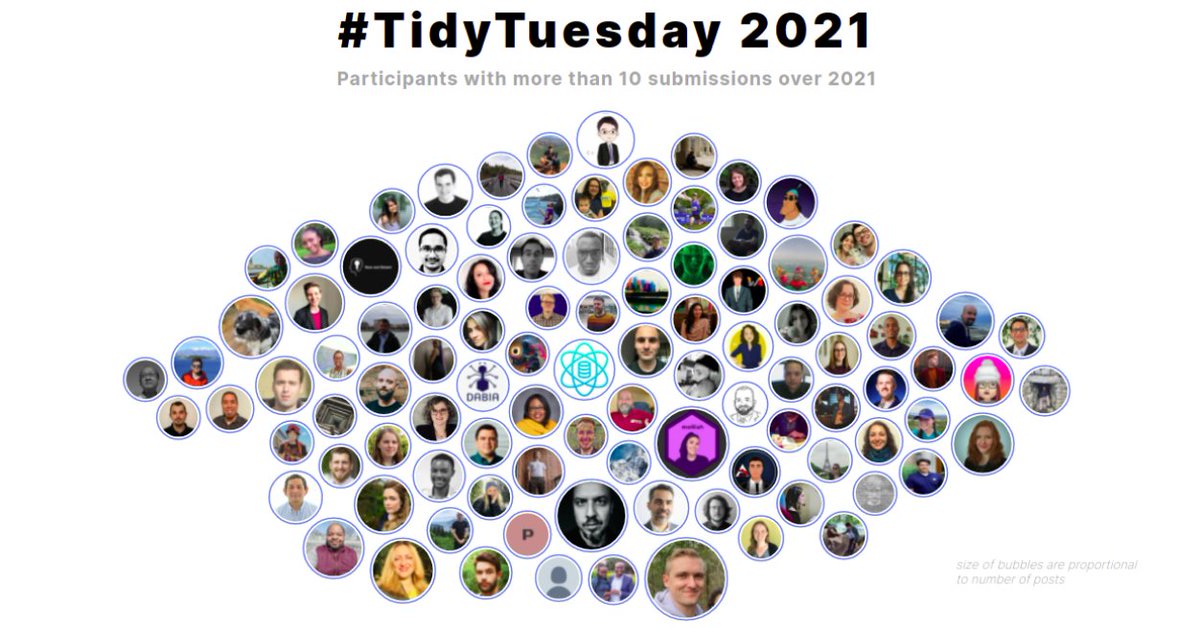 #TidyTuesday 2021
Participants with more than 10 submissions over 2021
DABIA
P
size of bubbles are proportional
to number of posts